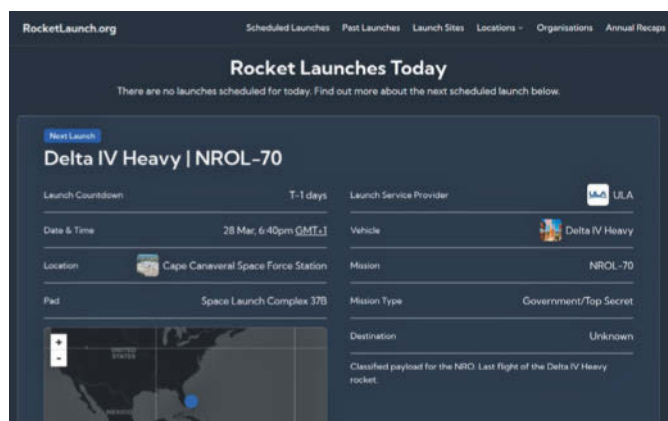 RocketLaunch.org
Scheduled Launches Past Launches Launch Sites Locations Organisations Annual Recaps
Rocket Launches Today
There are no launches scheduled for today. Find out more about the next scheduled launch below.
Next Launch
Delta IV Heavy | NROL-70
Launch Countdown T-1 days
Date & Time 28 Mar, 6:40pm GMT+1
Location Cape Canaveral Space Force Station
Pad Space Launch Complex 37B
+
-
UNITED
STATES
MEXICO
Launch Service Provider ULA ULA
Vehicle Delta IV Heavy
Mission NROL-70
Mission Type Government/Top Secret
Destination Unknown
Classified payload for the NRO. Last flight of the Delta IV Heavy
rocket.